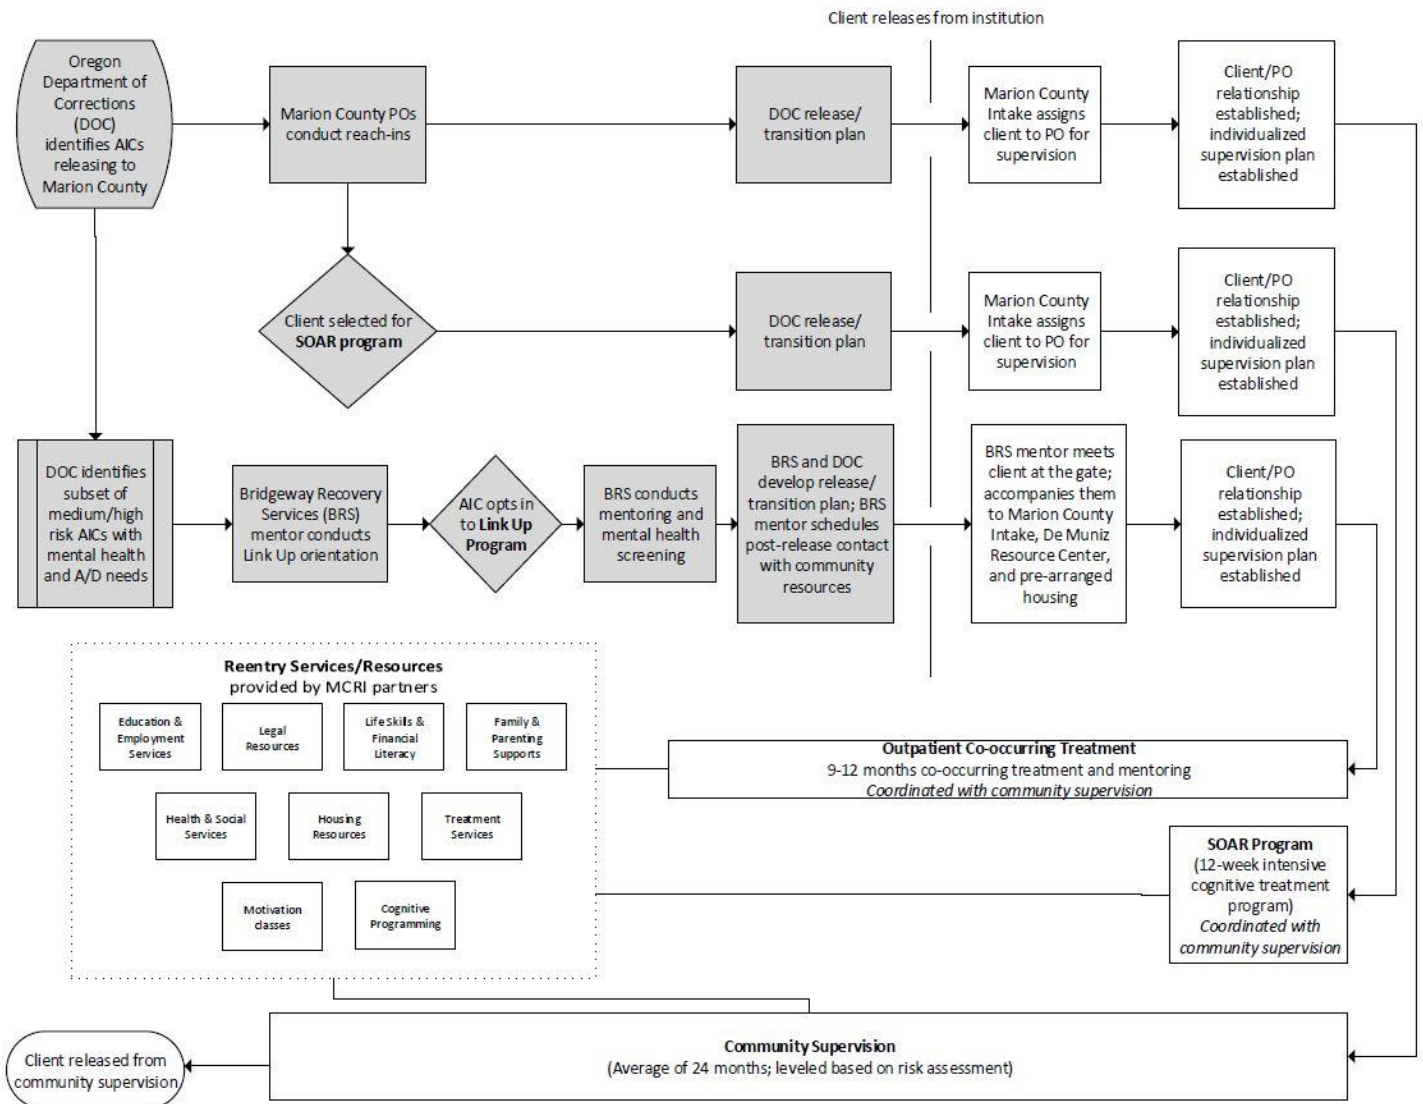 Client releases from institution
Oregon
Department of
Corrections
(DOC)
identifies AICs
releasing to
Marion County
Marion County POs
conduct reach-ins
DOC release/
transition plan
Marion County
Intake assigns
client to PO for
supervision
Client/PO
relationship
established;
individualized
supervision plan
established
Client selected for
SOAR program
DOC release/
transition plan
Marion County
Intake assigns
client to PO for
supervision
Client/PO
relationship
established;
individualized
supervision plan
established
DOC identifies
subset of
medium/high
risk AICs with
mental health
and A/D needs
Bridgeway Recovery
Services (BRS)
mentor conducts
Link Up orientation
AIC opts in
to Link Up
Program
BRS conducts
mentoring and
mental health
screening
BRS and DOC
develop release/
transition plan; BRS
mentor schedules
post-release contact
with community
resources
BRS mentor meets
client at the gate;
accompanies them
to Marion County
Intake, De Muniz
Resource Center,
and pre-arranged
housing
Client/PO
relationship
established;
individualized
supervision plan
established
Reentry Services/Resources
provided by MCRI partners
Education &
Employment
Services
Legal
Resources
Life Skills &
Financial
Literacy
Family &
Parenting
Supports
Health & Social
Services
Housing
Resources
Treatment
Services
Motivation
classes
Cognitive
Programming
Outpatient Co-occurring Treatment
9-12 months co-occurring treatment and mentoring
Coordinated with community supervision
SOAR Program
(12-week intensive
cognitive treatment
program)
Coordinated with
community supervision
Community Supervision
(Average of 24 months; leveled based on risk assessment)
Client released from
community supervision